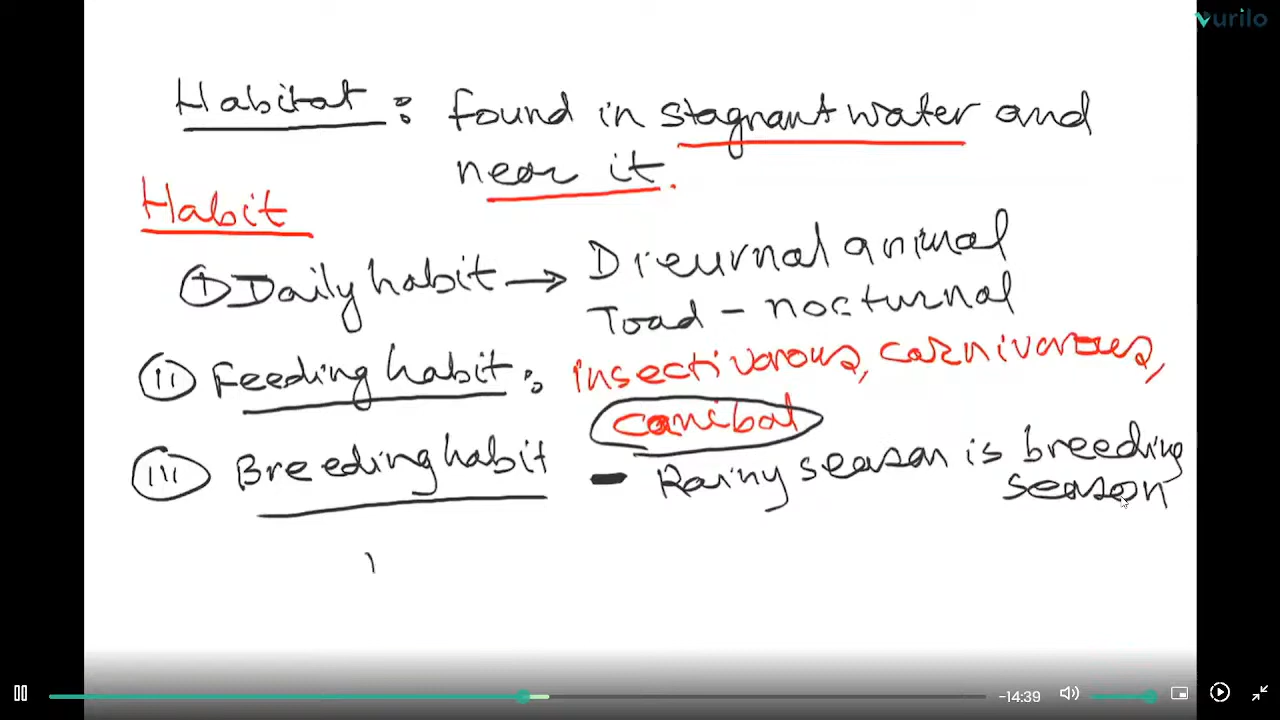 vurilo
Habitat : found in stagnant water and
near it.
Habit
(i) Daily habit → Dieurnal animal
Toad - nocturnal
(ii) Feeding habit : insectivorous, carnivorous,
canibal
(iii) Breeding habit - Rainy season is breeding
season
-14:39